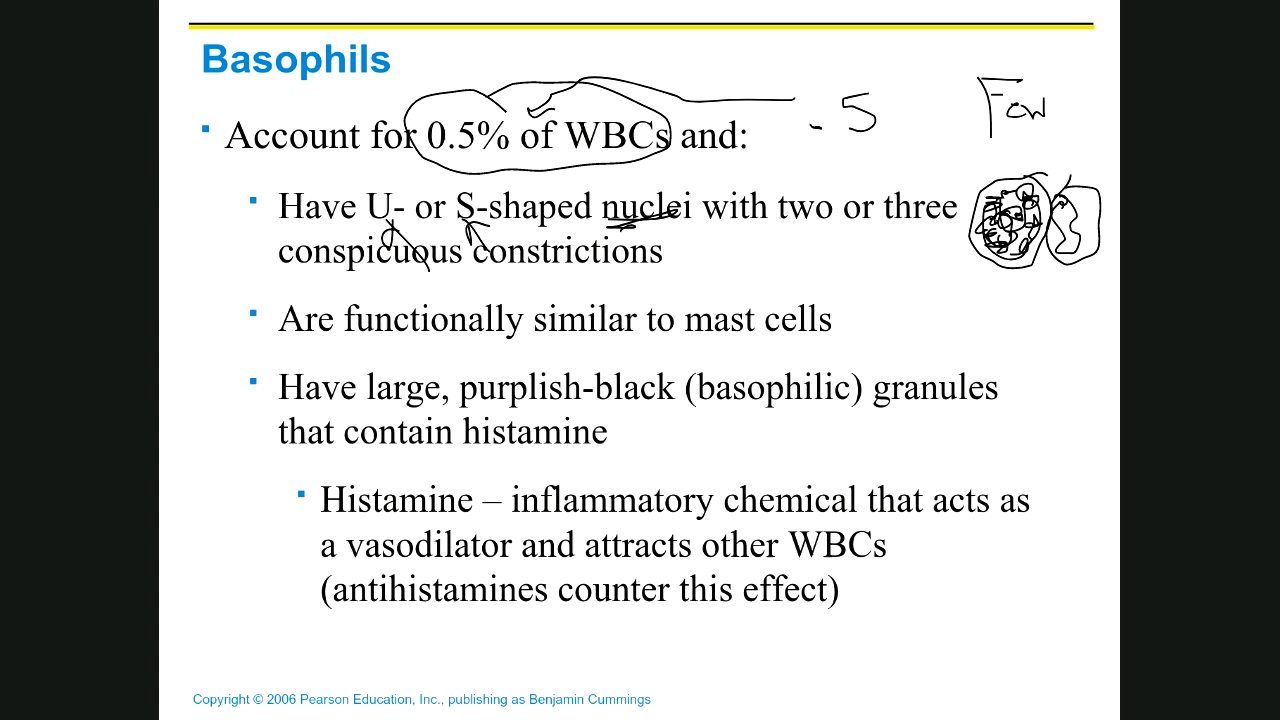 Basophils
▪ Account for 0.5% of WBCs and:
. 5
Few
▪ Have U- or S-shaped nuclei with two or three
conspicuous constrictions
▪ Are functionally similar to mast cells
▪ Have large, purplish-black (basophilic) granules
that contain histamine
▪ Histamine – inflammatory chemical that acts as
a vasodilator and attracts other WBCs
(antihistamines counter this effect)
Copyright © 2006 Pearson Education, Inc., publishing as Benjamin Cummings